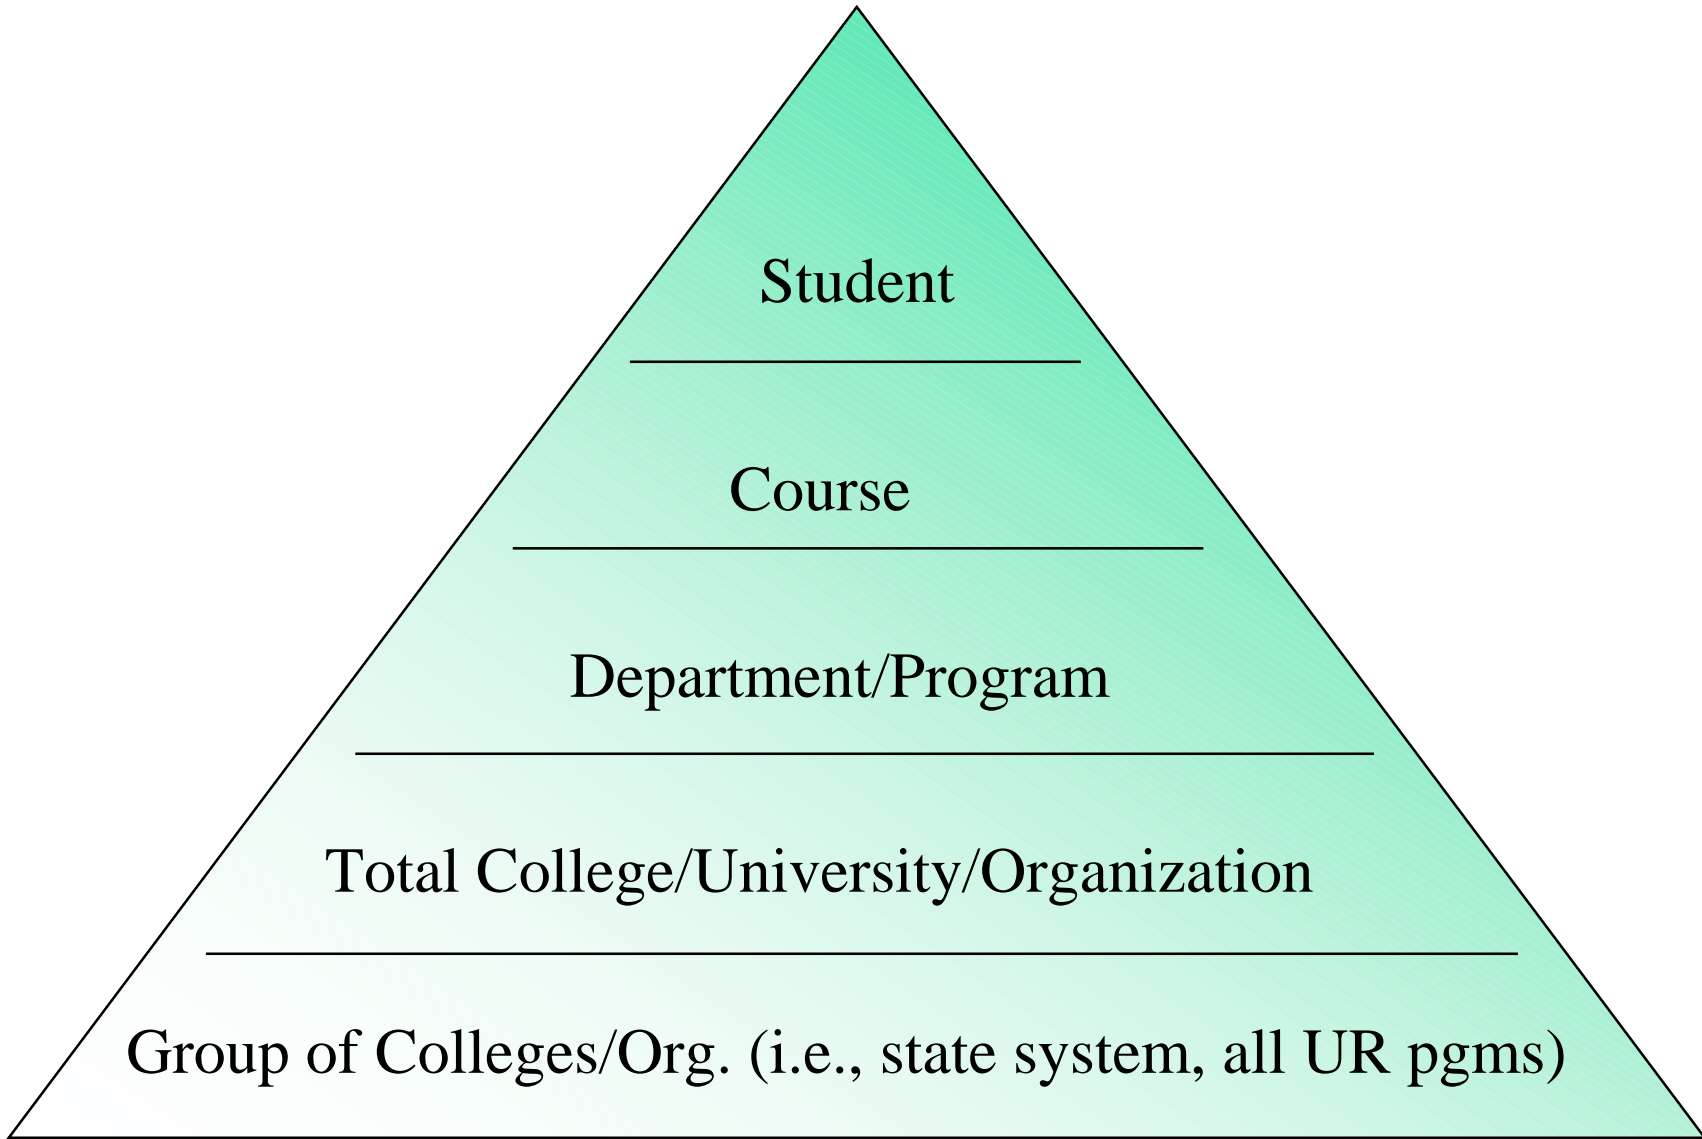 Student
Course
Department/Program
Total College/University/Organization
Group of Colleges/Org. (i.e., state system, all UR pgms)